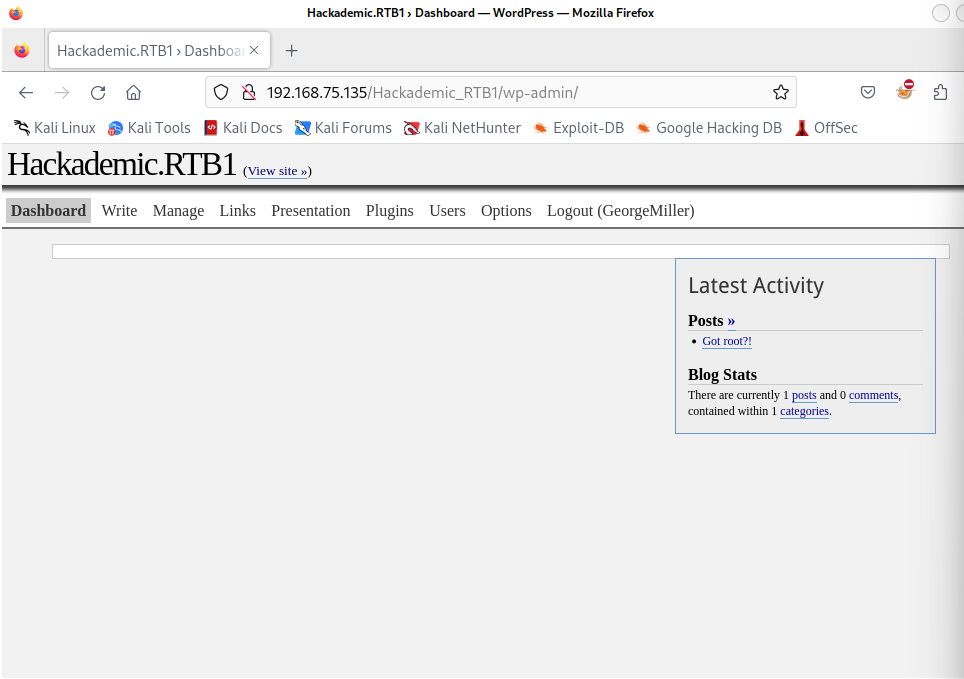 Hackademic.RTB1 › Dashboard — WordPress — Mozilla Firefox
Hackademic.RTB1 › Dashboar
192.168.75.135/Hackademic_RTB1/wp-admin/
Kali Linux Kali Tools Kali Docs Kali Forums Kali NetHunter Exploit-DB Google Hacking DB OffSec
Hackademic.RTB1 (View site »)
Dashboard Write Manage Links Presentation Plugins Users Options Logout (GeorgeMiller)
Latest Activity
Posts »
Got root?!
Blog Stats
There are currently 1 posts and 0 comments,
contained within 1 categories.